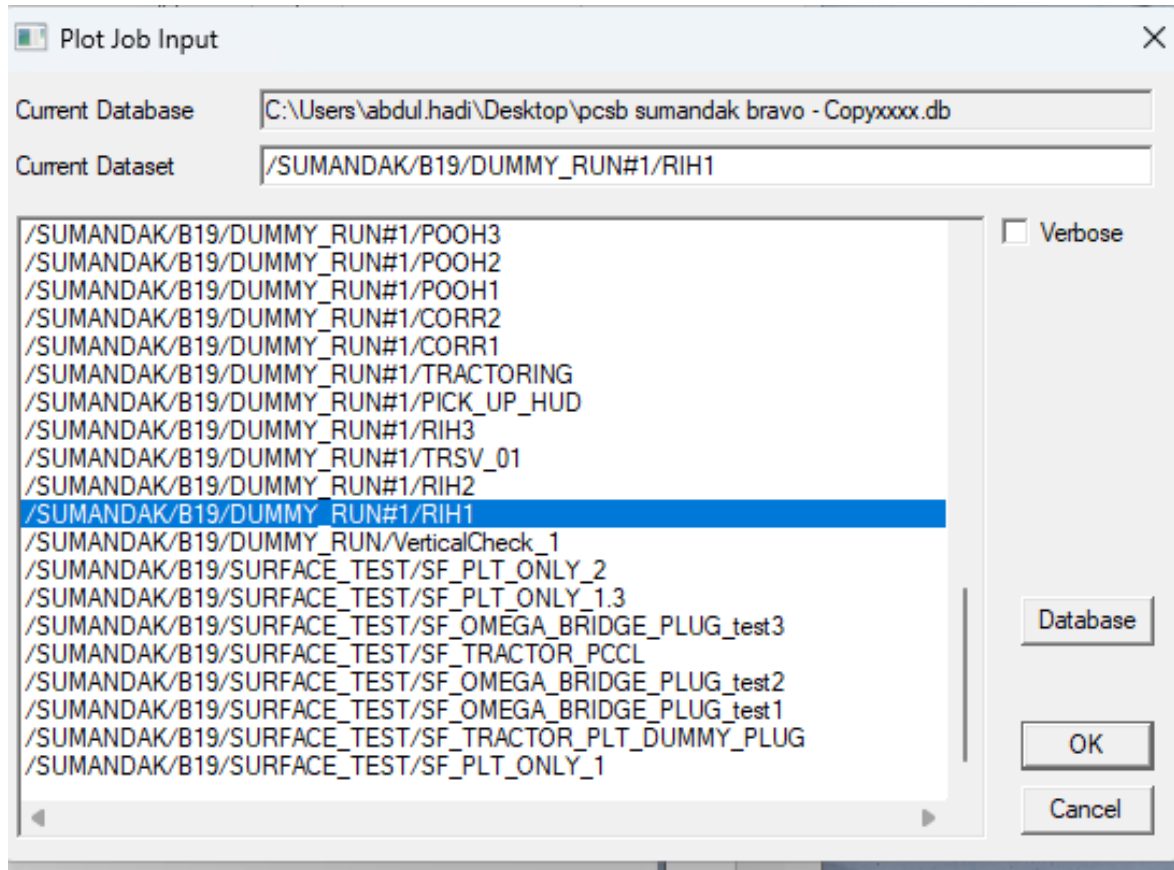 Plot Job Input
Current Database C:\Users\abdul.hadi\Desktop\pcsb sumandak bravo - Copyxxxx.db
Current Dataset /SUMANDAK/B19/DUMMY_RUN#1/RIH1
/SUMANDAK/B19/DUMMY_RUN#1/POOH3
Verbose
/SUMANDAK/B19/DUMMY_RUN#1/POOH2
/SUMANDAK/B19/DUMMY_RUN#1/POOH1
/SUMANDAK/B19/DUMMY_RUN#1/CORR2
/SUMANDAK/B19/DUMMY_RUN#1/CORR1
/SUMANDAK/B19/DUMMY_RUN#1/TRACTORING
/SUMANDAK/B19/DUMMY_RUN#1/PICK_UP_HUD
/SUMANDAK/B19/DUMMY_RUN#1/RIH3
/SUMANDAK/B19/DUMMY_RUN#1/TRSV_01
/SUMANDAK/B19/DUMMY_RUN#1/RIH2
/SUMANDAK/B19/DUMMY_RUN#1/RIH1
/SUMANDAK/B19/DUMMY_RUN/VerticalCheck_1
/SUMANDAK/B19/SURFACE_TEST/SF_PLT_ONLY_2
/SUMANDAK/B19/SURFACE_TEST/SF_PLT_ONLY_1.3
/SUMANDAK/B19/SURFACE_TEST/SF_OMEGA_BRIDGE_PLUG_test3
/SUMANDAK/B19/SURFACE_TEST/SF_TRACTOR_PCCL
/SUMANDAK/B19/SURFACE_TEST/SF_OMEGA_BRIDGE_PLUG_test2
/SUMANDAK/B19/SURFACE_TEST/SF_OMEGA_BRIDGE_PLUG_test1
/SUMANDAK/B19/SURFACE_TEST/SF_TRACTOR_PLT_DUMMY_PLUG
/SUMANDAK/B19/SURFACE_TEST/SF_PLT_ONLY_1
Database
OK
Cancel